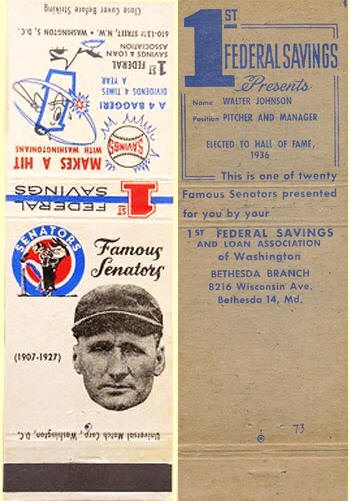 Close Cover Before Striking
610-13th STREET, N.W. • WASHINGTON 5, D.C.
1ST FEDERAL
SAVINGS & LOAN
ASSOCIATION
A 4 BAGGER!
DIVIDENDS 4 TIMES
A YEAR
SAVINGS
MAKES A HIT
WITH WASHINGTONIANS
1ST FEDERAL
SAVINGS
SENATORS
Famous
Senators
(1907-1927)
Universal Match Corp., Washington, D.C.
1ST
FEDERAL SAVINGS
Presents
Name WALTER JOHNSON
Position PITCHER AND MANAGER
ELECTED TO HALL OF FAME,
1936
This is one of twenty
Famous Senators presented
for you by your
1ST FEDERAL SAVINGS
AND LOAN ASSOCIATION
of Washington
BETHESDA BRANCH
8216 Wisconsin Ave.
Bethesda 14, Md.
73